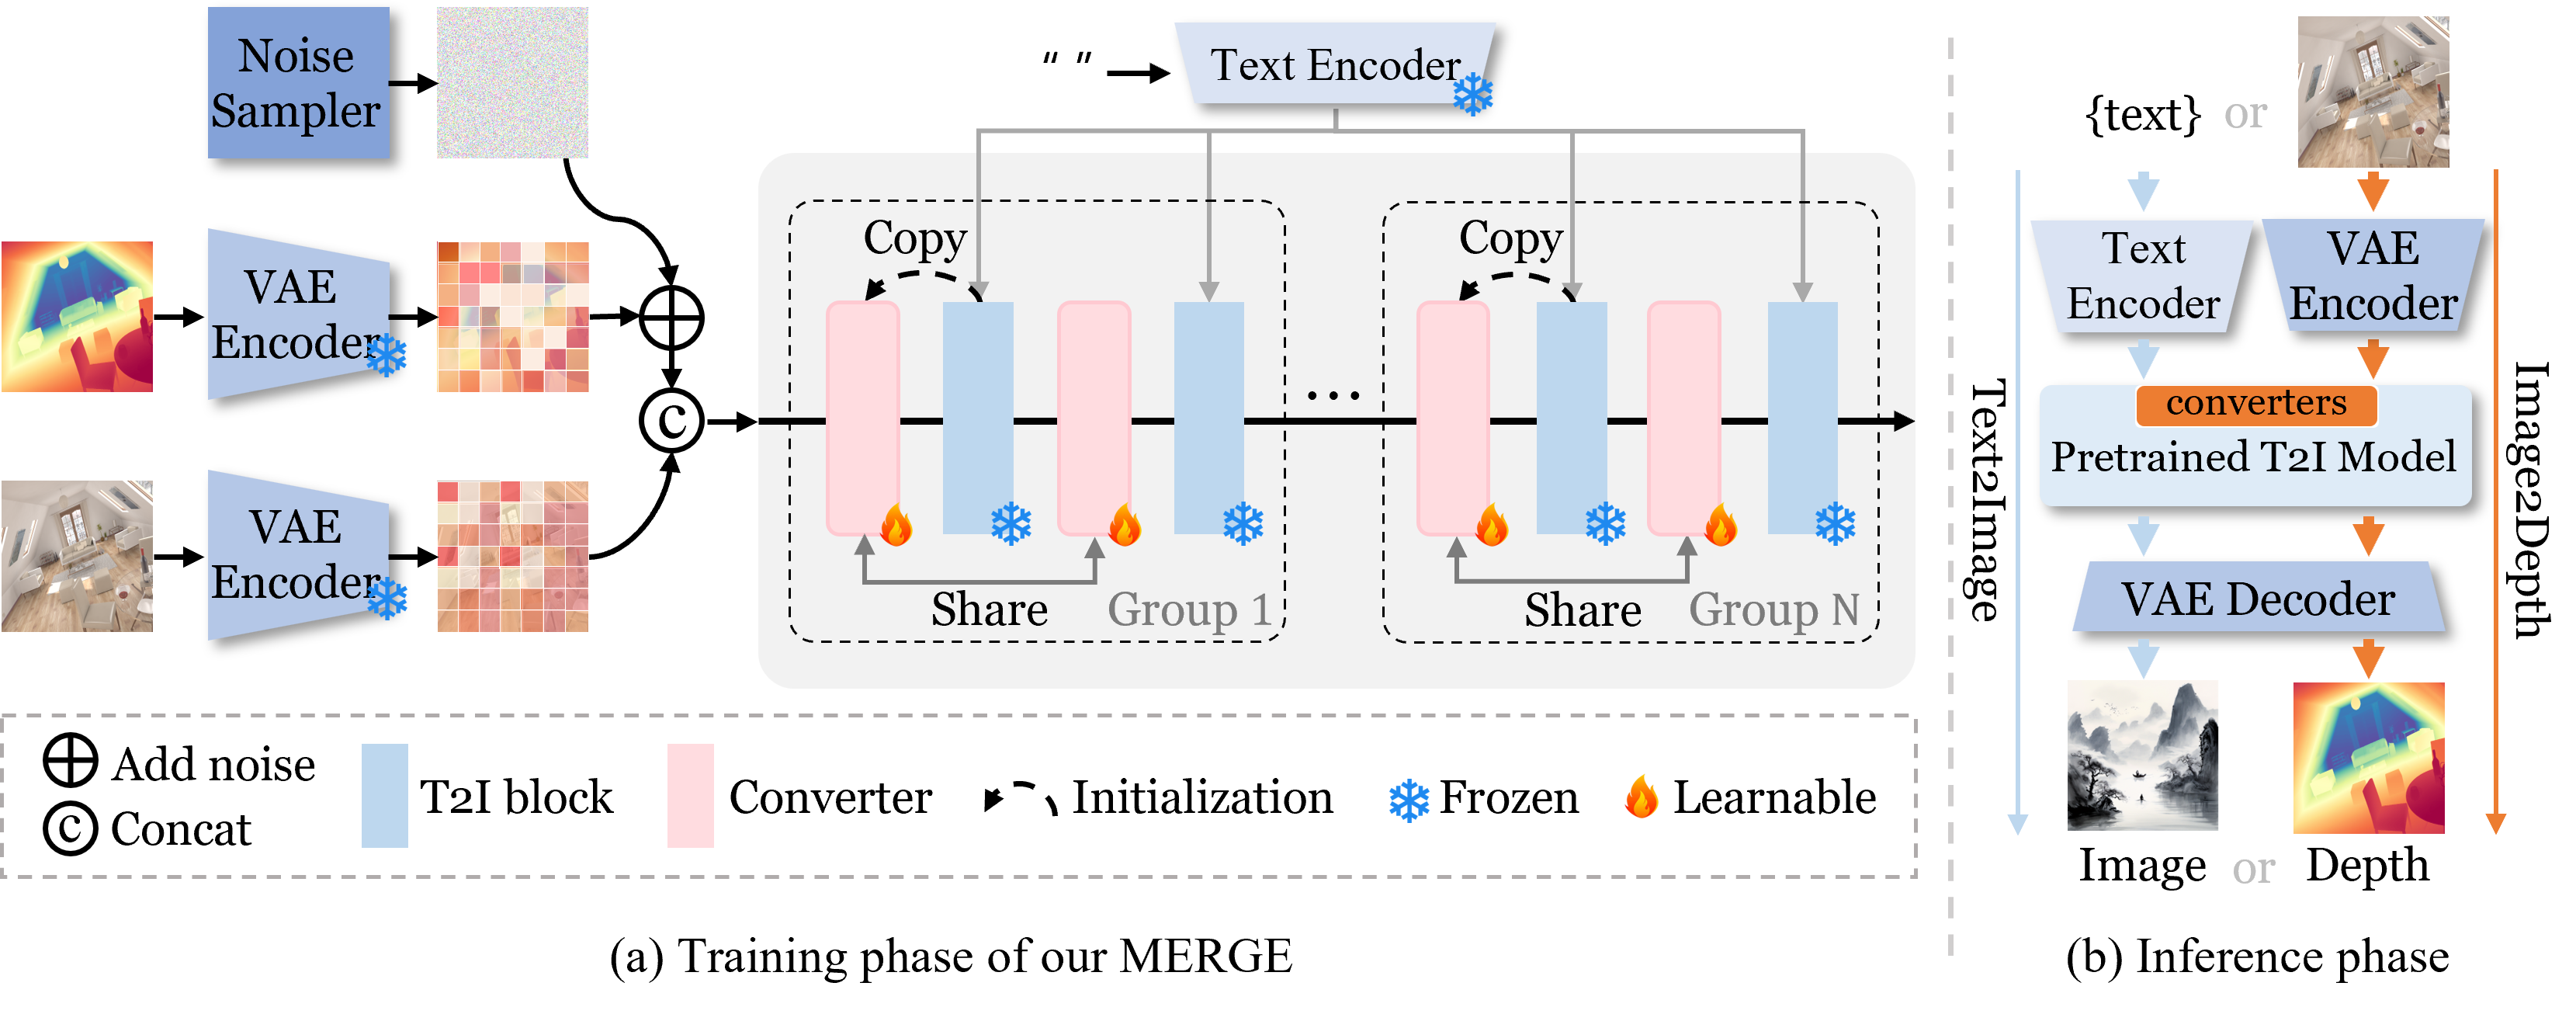 Noise
Sampler
“ ”
Text Encoder
VAE
Encoder
VAE
Encoder
C
Copy
Share
Group 1
...
Copy
Share
Group N
Add noise
C Concat
T2I block
Converter
Initialization
Frozen
Learnable
(a) Training phase of our MERGE
{text} or
Text
Encoder
VAE
Encoder
converters
Pretrained T2I Model
VAE Decoder
Text2Image
Image2Depth
Image or Depth
(b) Inference phase